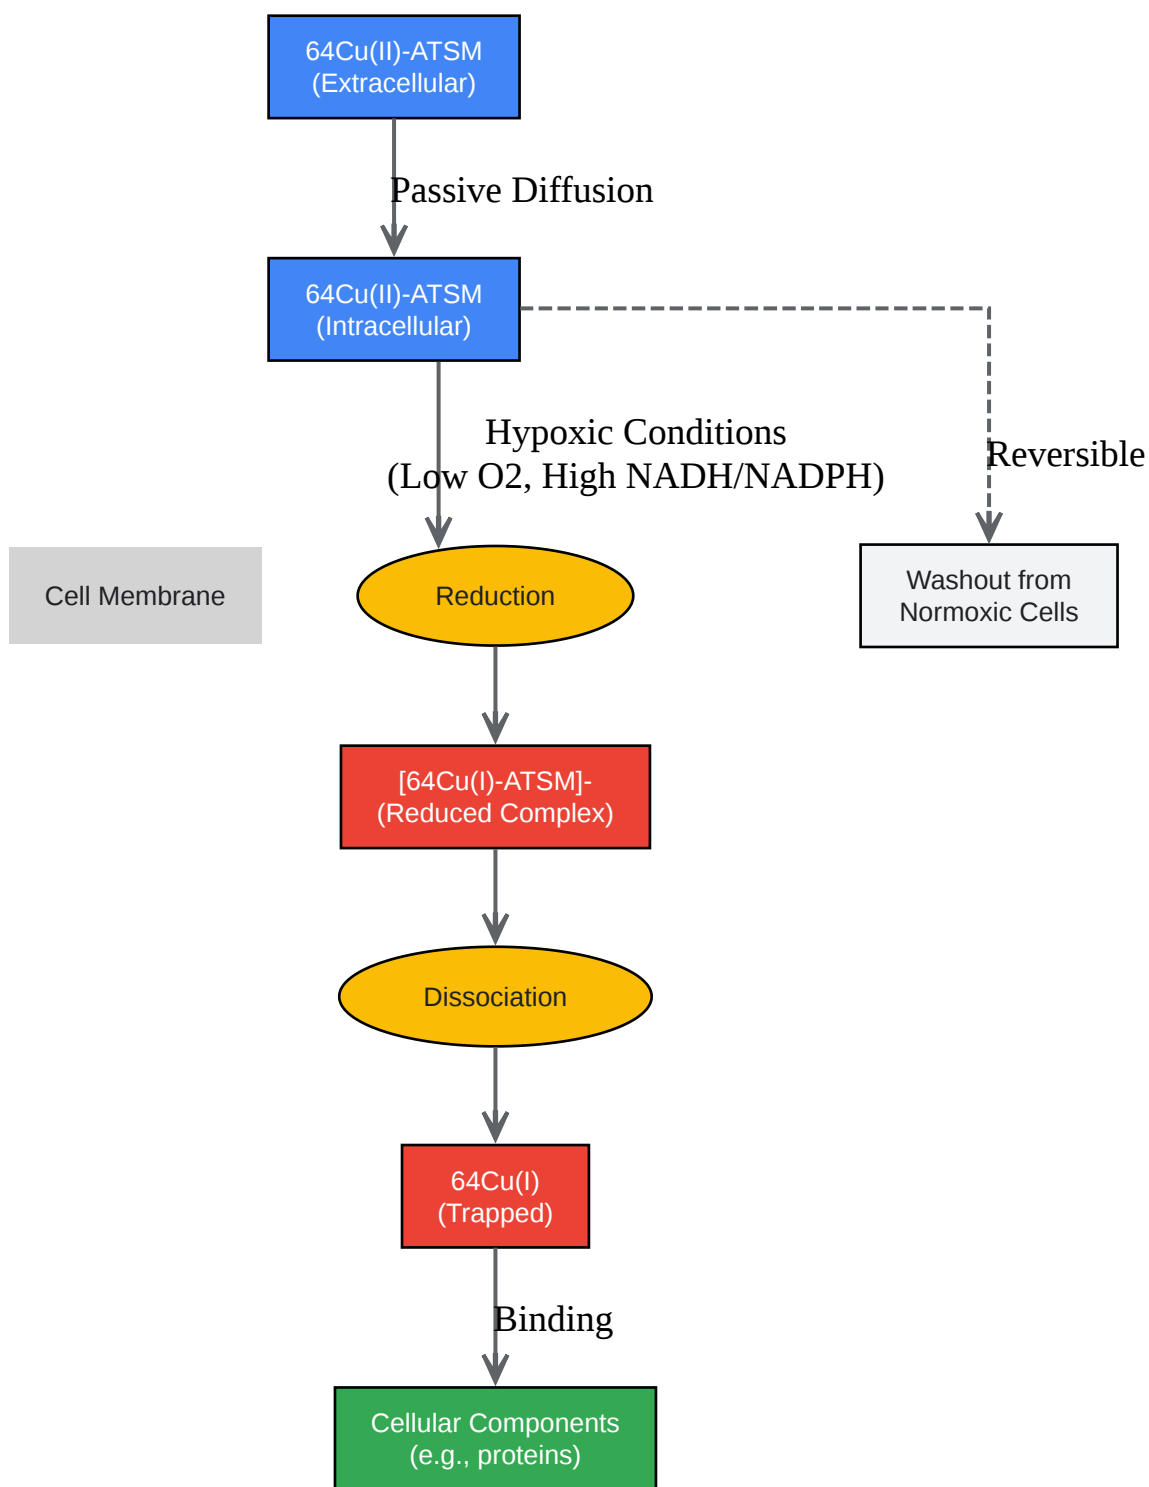 64Cu(II)-ATSM
(Extracellular)
Passive Diffusion
64Cu(II)-ATSM
(Intracellular)
Hypoxic Conditions
(Low O2, High NADH/NADPH)
Reversible
Cell Membrane
Reduction
Washout from
Normoxic Cells
[64Cu(I)-ATSM]-
(Reduced Complex)
Dissociation
64Cu(I)
(Trapped)
Binding
Cellular Components
(e.g., proteins)